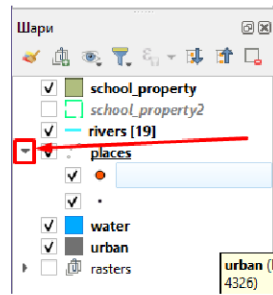 Шари
school_property
school_property2
rivers [19]
places
water
urban
rasters
urban (
4326)